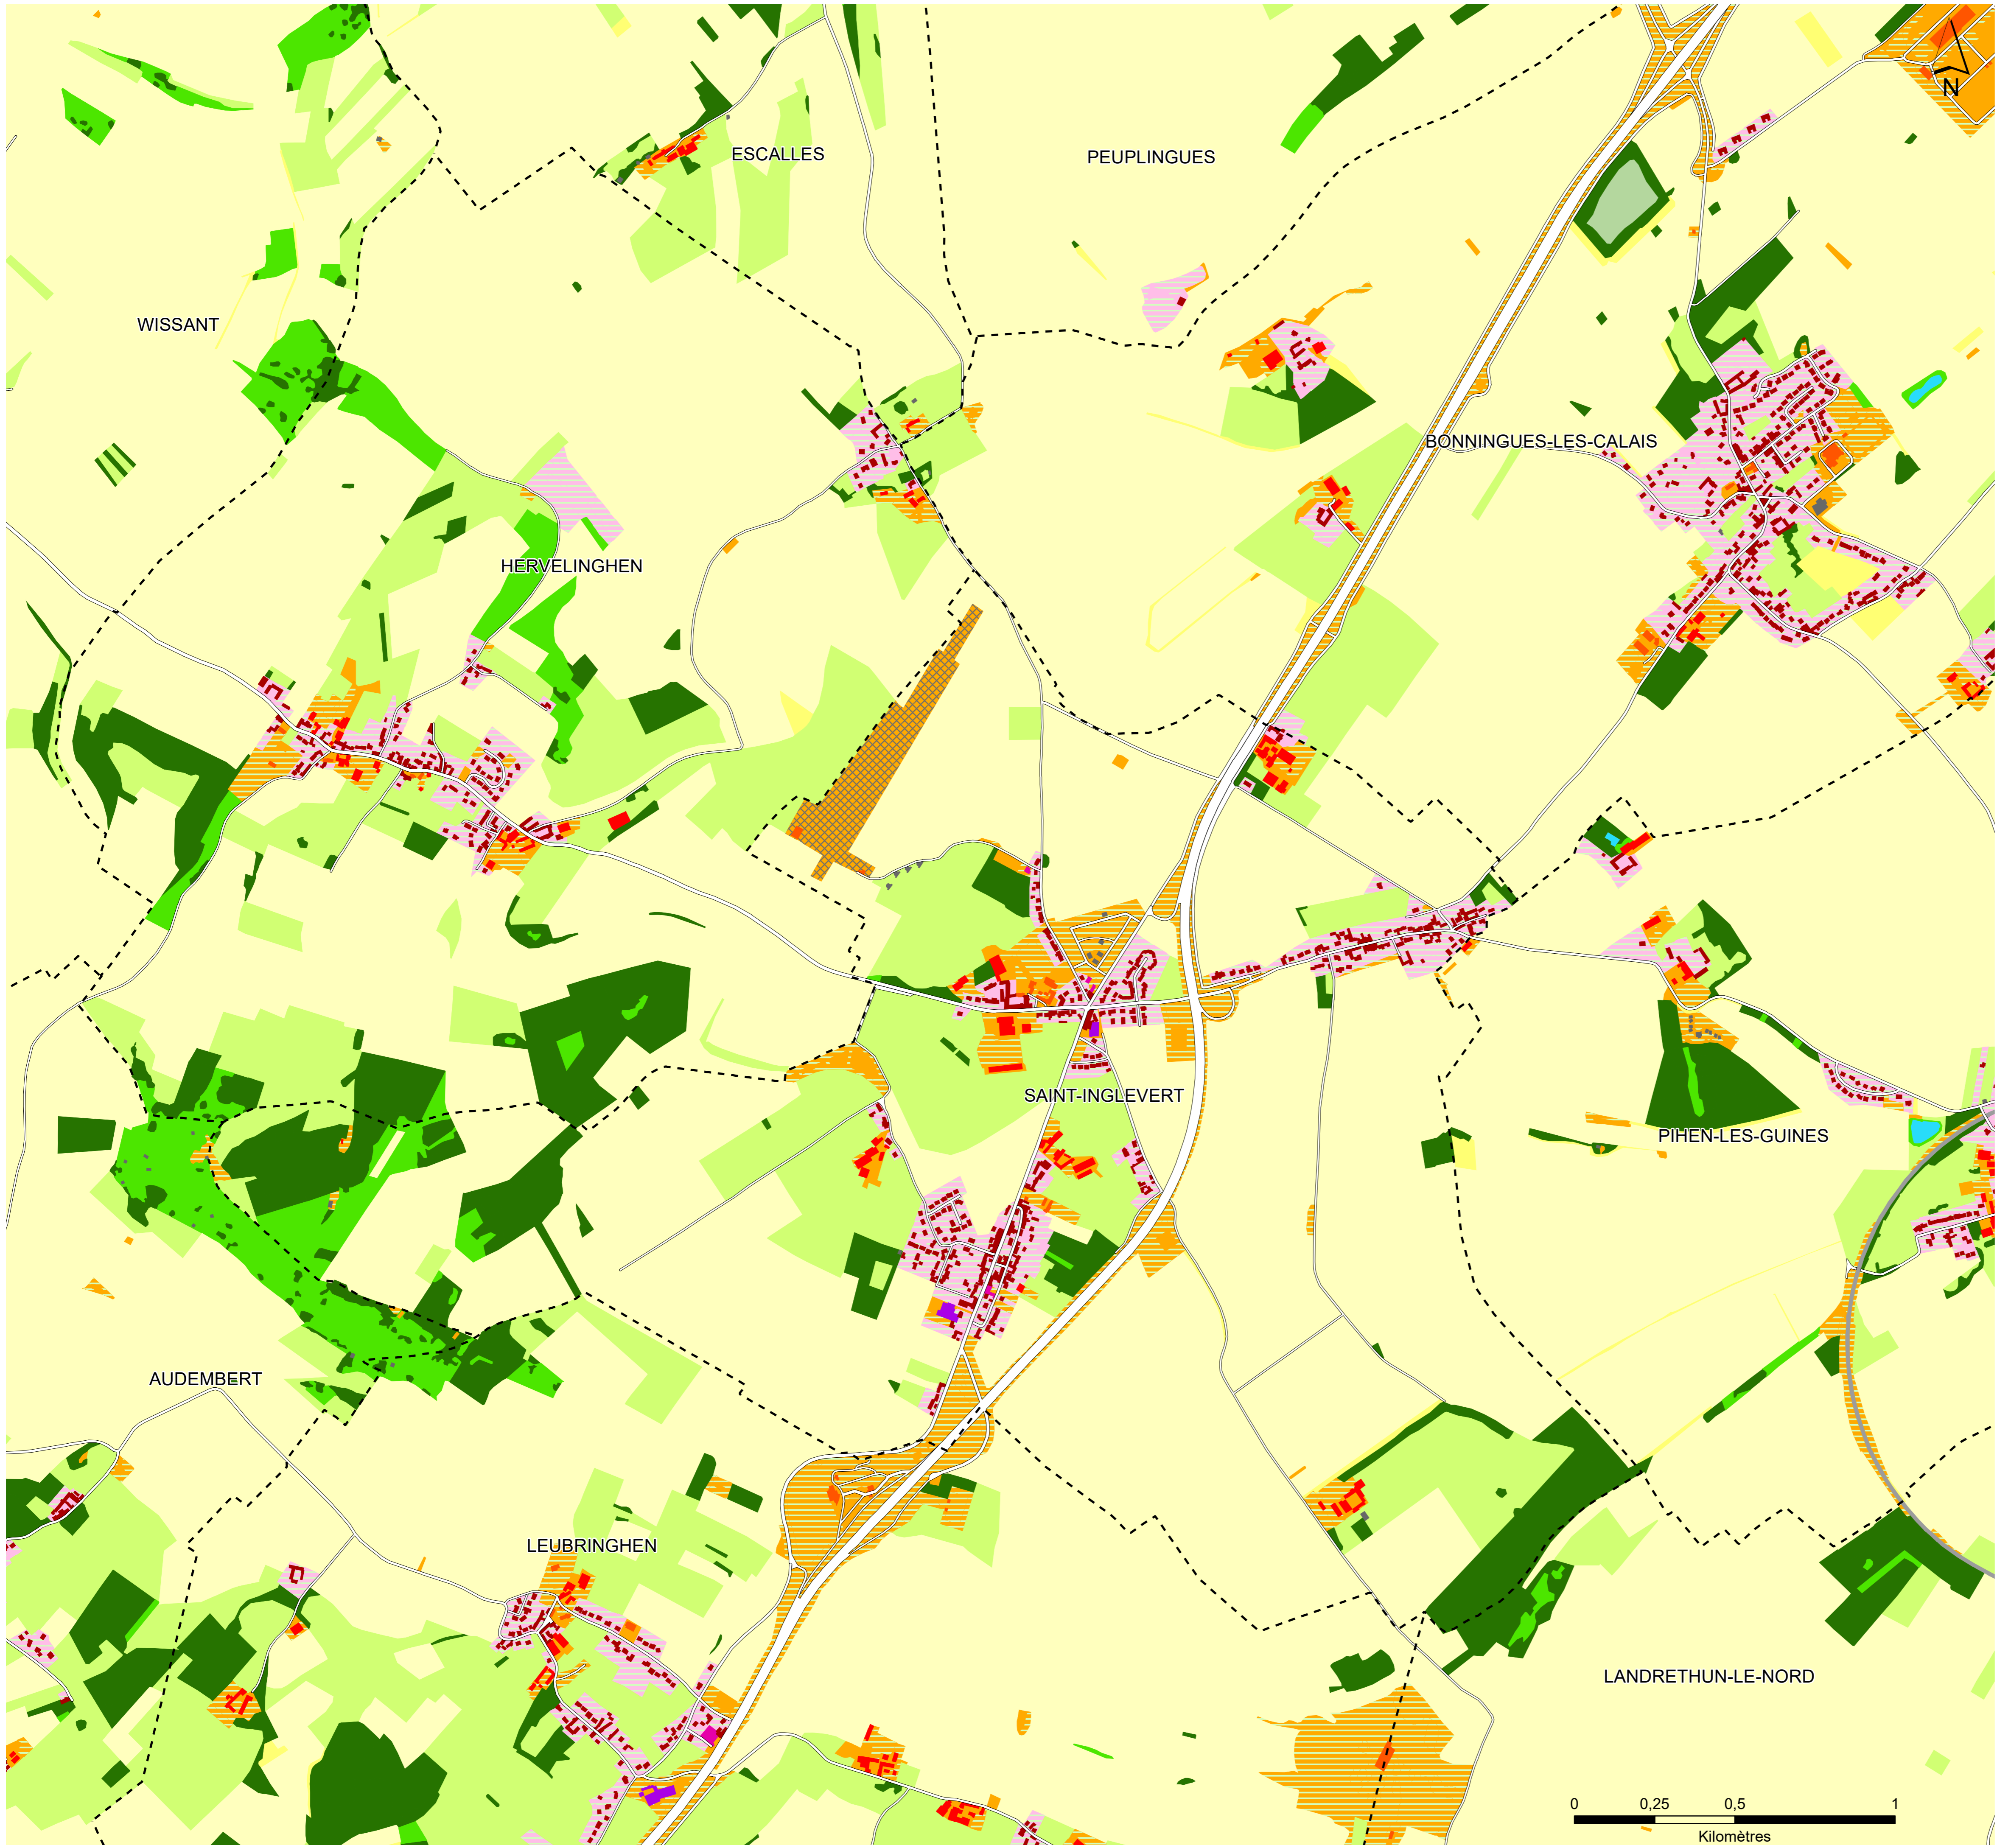 N
ESCALLES
PEUPLINGUES
WISSANT
BONNINGUES-LES-CALAIS
HERVELINGHEN
SAINT-INGLEVERT
PIHEN-LES-GUINES
AUDEMBERT
LEUBRINGHEN
LANDRETHUN-LE-NORD
0 0,25 0,5 1
Kilomètres